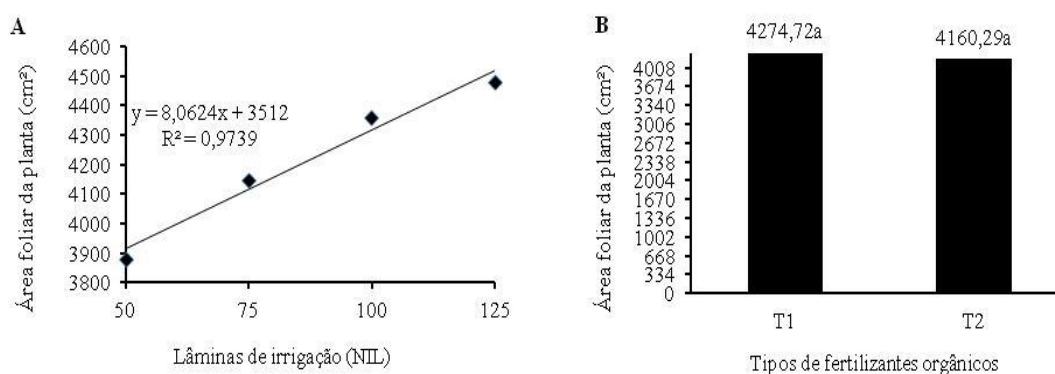 A
Área foliar da planta (cm²)
4600
4500
4400
4300
4200
4100
4000
3900
3800
y = 8,0624x + 3512
R² = 0,9739
50
75
100
125
Lâminas de irrigação (NIL)
B
Área foliar da planta (cm²)
4274,72a
4160,29a
4008
3674
3340
3006
2672
2338
2004
1670
1336
1002
668
334
0
T1
T2
Tipos de fertilizantes orgânicos